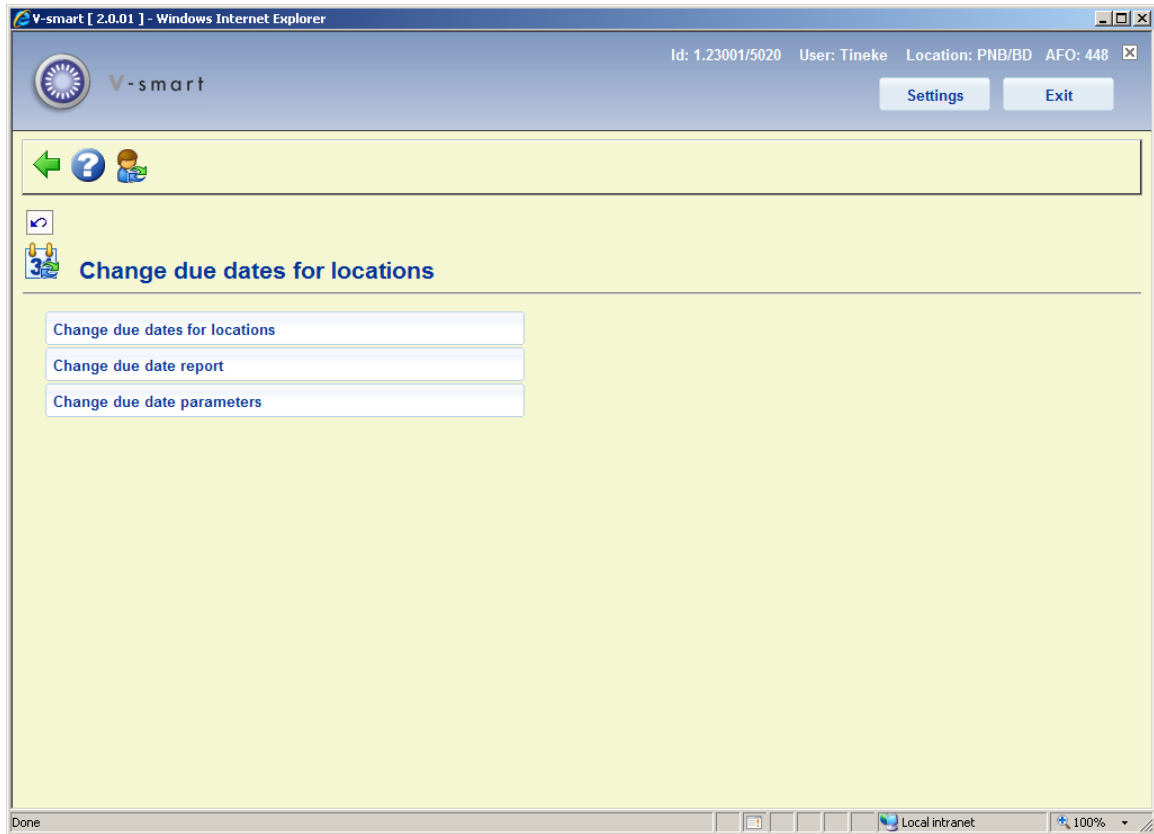 V-smart [ 2.0.01 ] - Windows Internet Explorer
Id: 1.23001/5020 User: Tineke Location: PNB/BD AFO: 448
V-smart
Settings Exit
Change due dates for locations
Change due dates for locations
Change due date report
Change due date parameters
Done Local intranet 100%